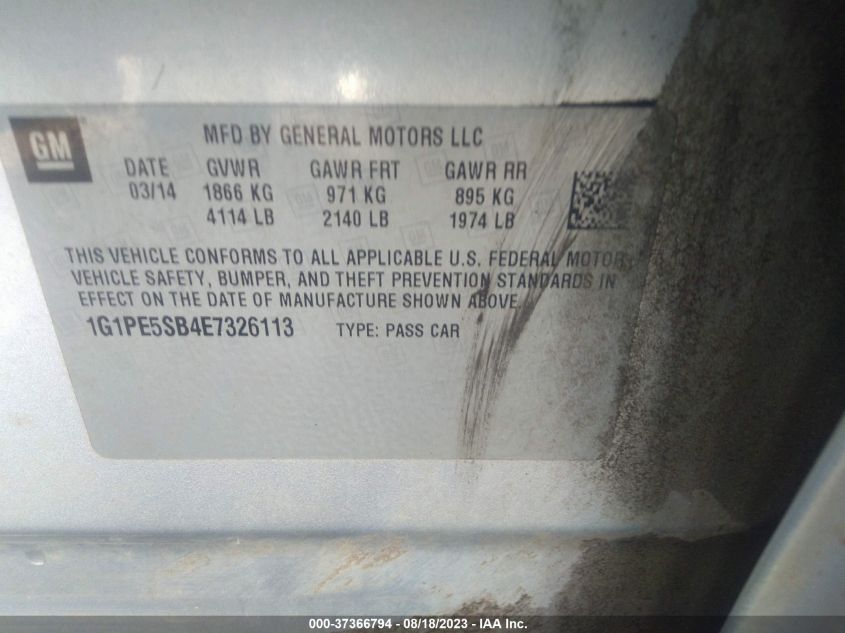 GM
MFD BY GENERAL MOTORS LLC
DATE GVWR GAWR FRT GAWR RR
03/14 1866 KG 971 KG 895 KG
4114 LB 2140 LB 1974 LB
THIS VEHICLE CONFORMS TO ALL APPLICABLE U.S. FEDERAL MOTOR
VEHICLE SAFETY, BUMPER, AND THEFT PREVENTION STANDARDS IN
EFFECT ON THE DATE OF MANUFACTURE SHOWN ABOVE.
1G1PE5SB4E7326113 TYPE: PASS CAR
000-37366794 - 08/18/2023 - IAA Inc.